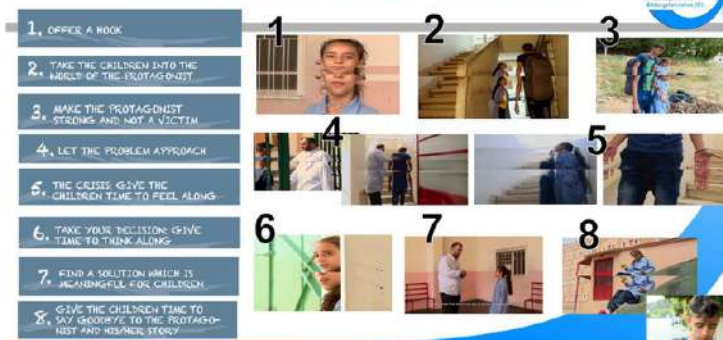 1. OFFER A HOOK
2. TAKE THE CHILDREN INTO THE
WORLD OF THE PROTAGONIST
3. MAKE THE PROTAGONIST
STRONG AND NOT A VICTIM
4. LET THE PROBLEM APPROACH
5. THE CRISIS: GIVE THE
CHILDREN TIME TO FEEL ALONG
6. TAKE YOUR DECISION: GIVE
TIME TO THINK ALONG
7. FIND A SOLUTION WHICH IS
MEANINGFUL FOR CHILDREN
8. GIVE THE CHILDREN TIME TO
SAY GOODBYE TO THE PROTAGO-
NIST AND HIS/HER STORY
1
2
3
4
5
6
7
8